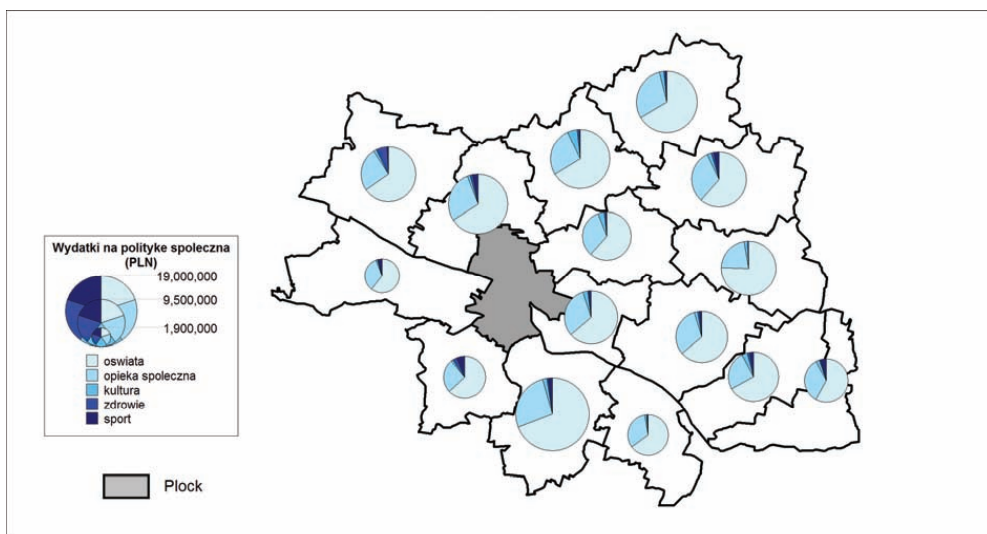 Wydatki na polityke spoleczna
(PLN)
19,000,000
9,500,000
1,900,000
oswiata
opieka spoleczna
kultura
zdrowie
sport
Plock